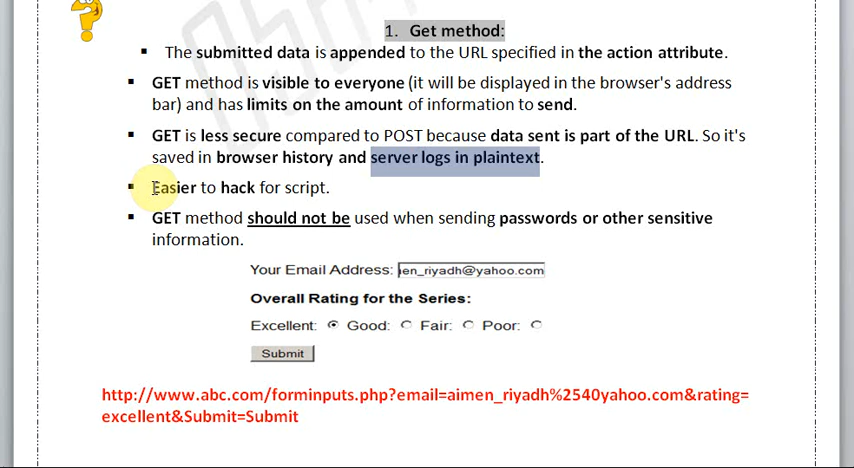 1. Get method:
▪ The submitted data is appended to the URL specified in the action attribute.
▪ GET method is visible to everyone (it will be displayed in the browser's address
bar) and has limits on the amount of information to send.
▪ GET is less secure compared to POST because data sent is part of the URL. So it's
saved in browser history and server logs in plaintext.
▪ Easier to hack for script.
▪ GET method should not be used when sending passwords or other sensitive
information.
Your Email Address: en_riyadh@yahoo.com
Overall Rating for the Series:
Excellent: Good: Fair: Poor:
Submit
http://www.abc.com/forminputs.php?email=aimen_riyadh%2540yahoo.com&rating=
excellent&Submit=Submit